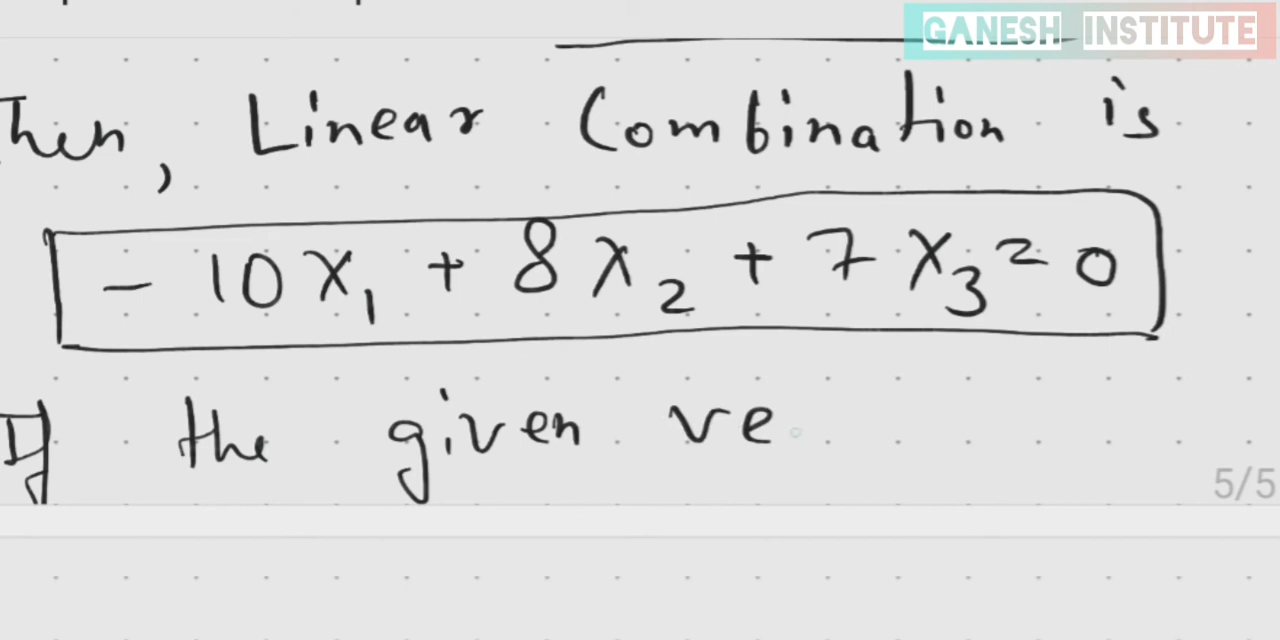 GANESH INSTITUTE
Then, Linear Combination is
- 10x₁ + 8x₂ + 7x₃ = 0
If the given ve
5/5